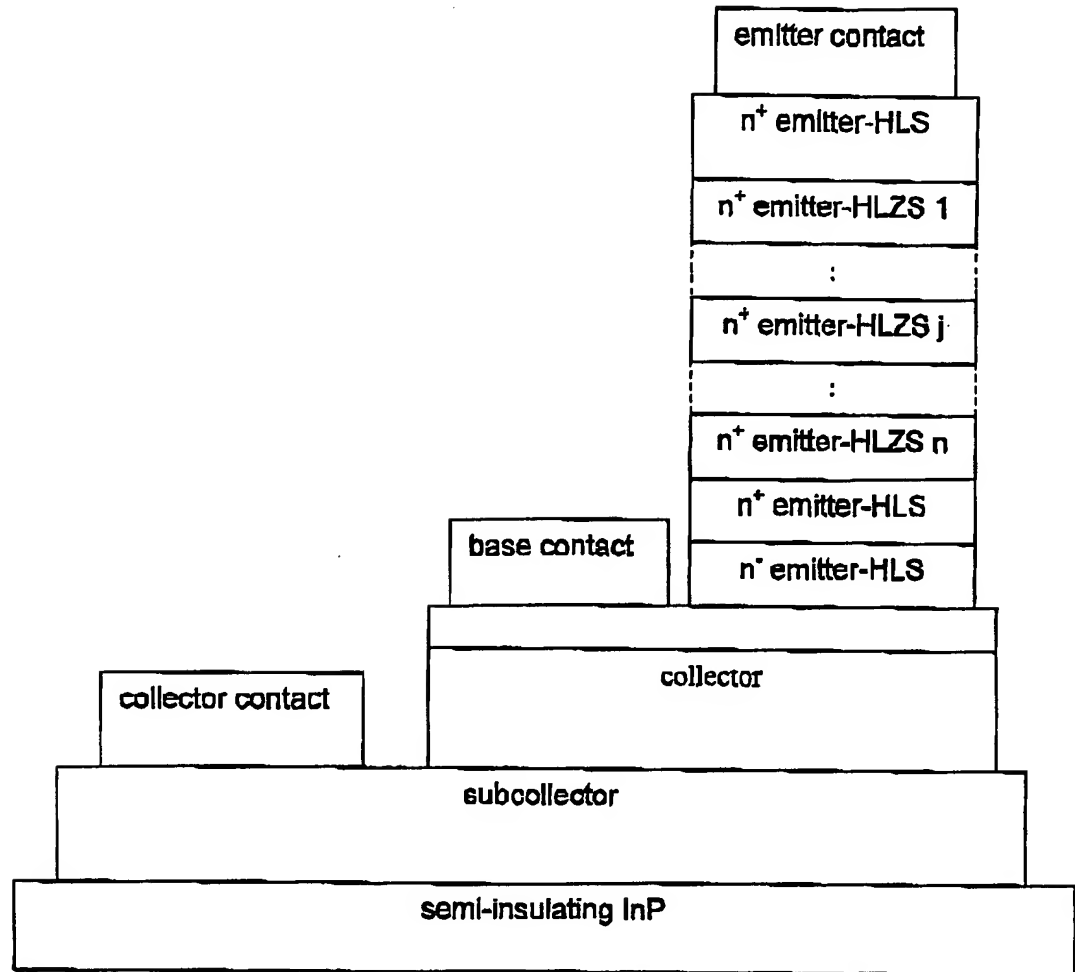 emitter contact
n⁺ emitter-HLS
n⁺ emitter-HLZS 1
:
n⁺ emitter-HLZS j
:
n⁺ emitter-HLZS n
n⁺ emitter-HLS
base contact
n⁻ emitter-HLS
collector
collector contact
subcollector
semi-insulating InP